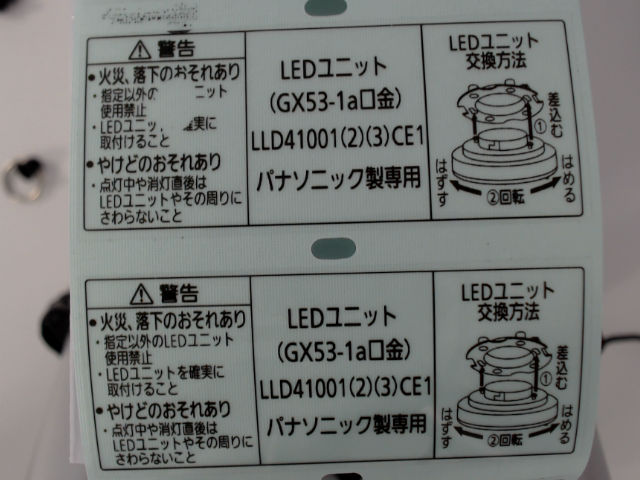 警告
●火災、落下のおそれあり
・指定以外の ニット
使用禁止
・LEDユニッ 確実に
取付けること
●やけどのおそれあり
・点灯中や消灯直後は
LEDユニットやその周りに
さわらないこと
LEDユニット
(GX53-1a口金)
LLD41001(2)(3)CE1
パナソニック製専用
LEDユニット
交換方法
差込む
①
はずす
②回転
はめる
警告
●火災、落下のおそれあり
・指定以外のLEDユニット
使用禁止
・LEDユニットを確実に
取付けること
●やけどのおそれあり
・点灯中や消灯直後は
LEDユニットやその周りに
さわらないこと
LEDユニット
(GX53-1a口金)
LLD41001(2)(3)CE1
パナソニック製専用
LEDユニット
交換方法
差込む
①
はずす
②回転
はめる